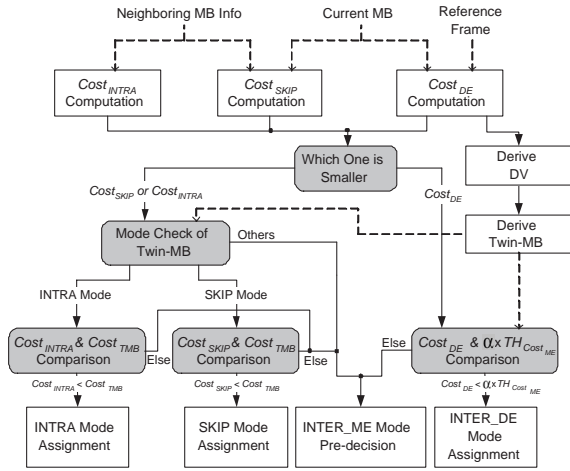 Neighboring MB Info
Current MB
Reference
Frame
Cost INTRA
Computation
Cost SKIP
Computation
Cost DE
Computation
Which One is
Smaller
Derive
DV
Cost SKIP or Cost INTRA
Cost DE
Mode Check of
Twin-MB
Others
Derive
Twin-MB
INTRA Mode
SKIP Mode
Cost INTRA & Cost TMB
Comparison
Else
Cost SKIP & Cost TMB
Comparison
Else
Else
Cost DE & α x TH Cost ME
Comparison
Cost INTRA < Cost TMB
Cost SKIP < Cost TMB
Cost DE < α x TH Cost ME
INTRA Mode
Assignment
SKIP Mode
Assignment
INTER_ME Mode
Pre-decision
INTER_DE
Mode
Assignment